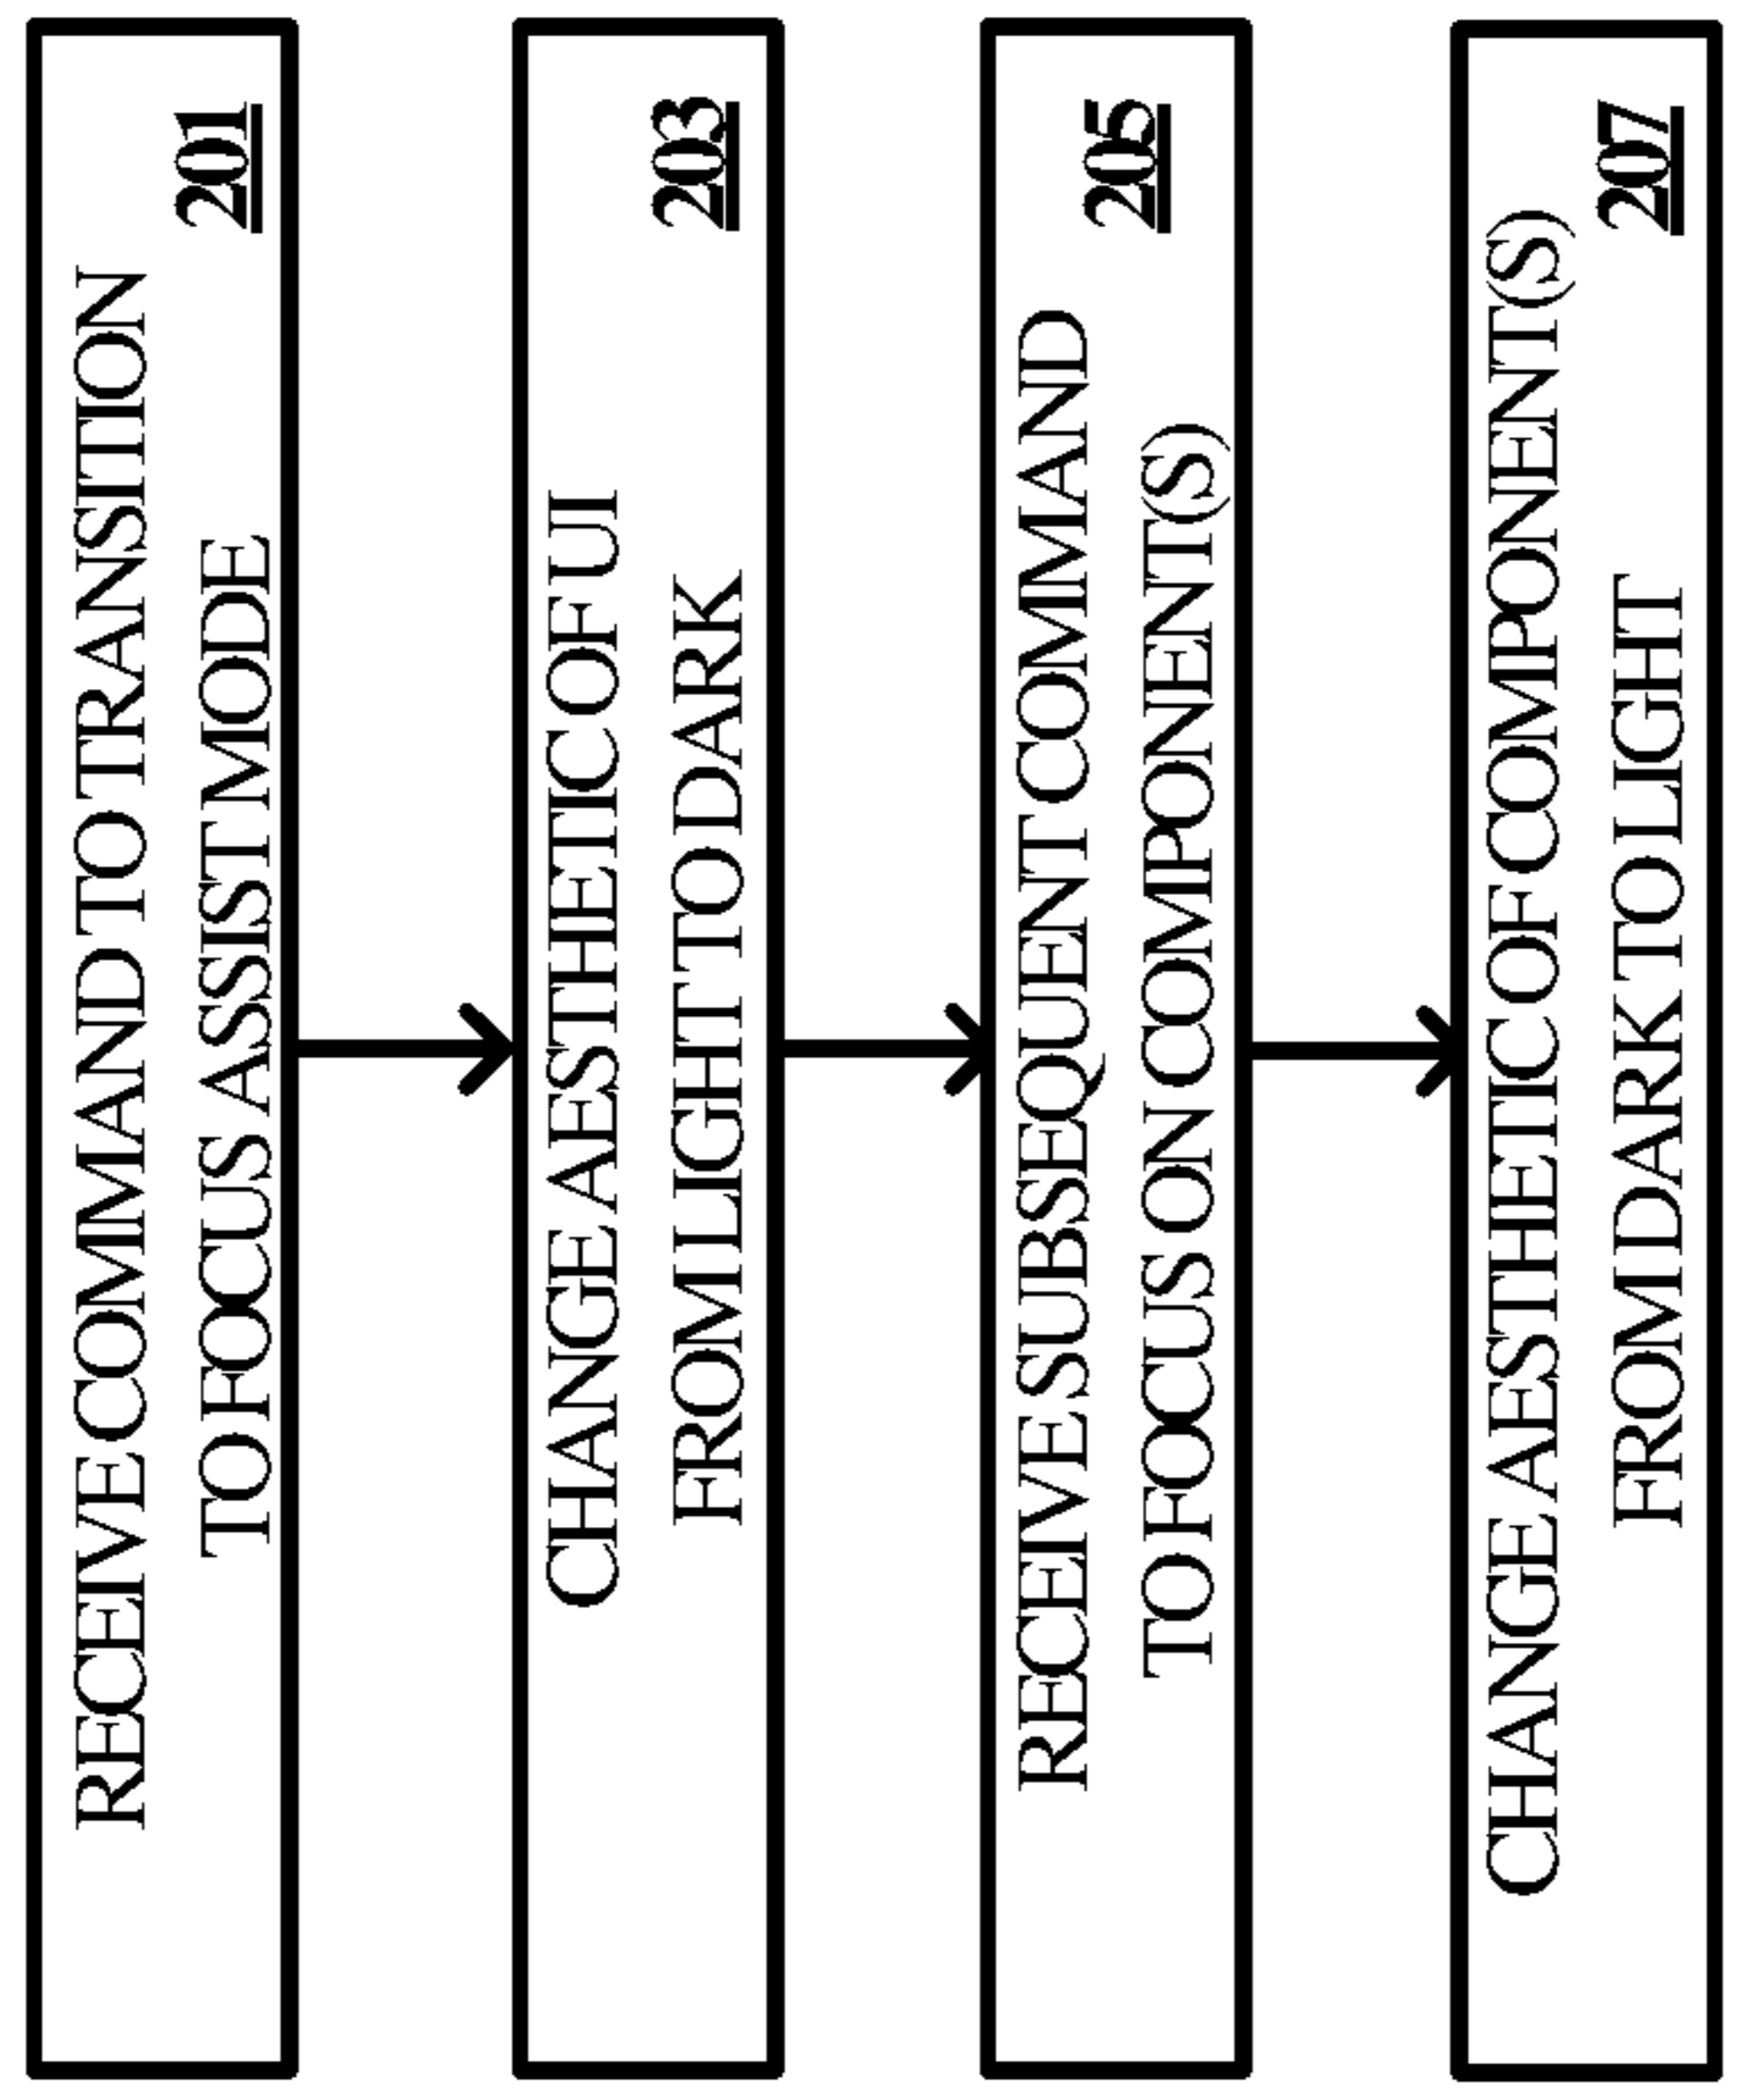 RECEIVE COMMAND TO TRANSITION
TO FOCUS ASSIST MODE
201
CHANGE AESTHETIC OF UI
FROM LIGHT TO DARK
203
RECEIVE SUBSEQUENT COMMAND
TO FOCUS ON COMPONENT(S)
205
CHANGE AESTHETIC OF COMPONENT(S)
FROM DARK TO LIGHT
207